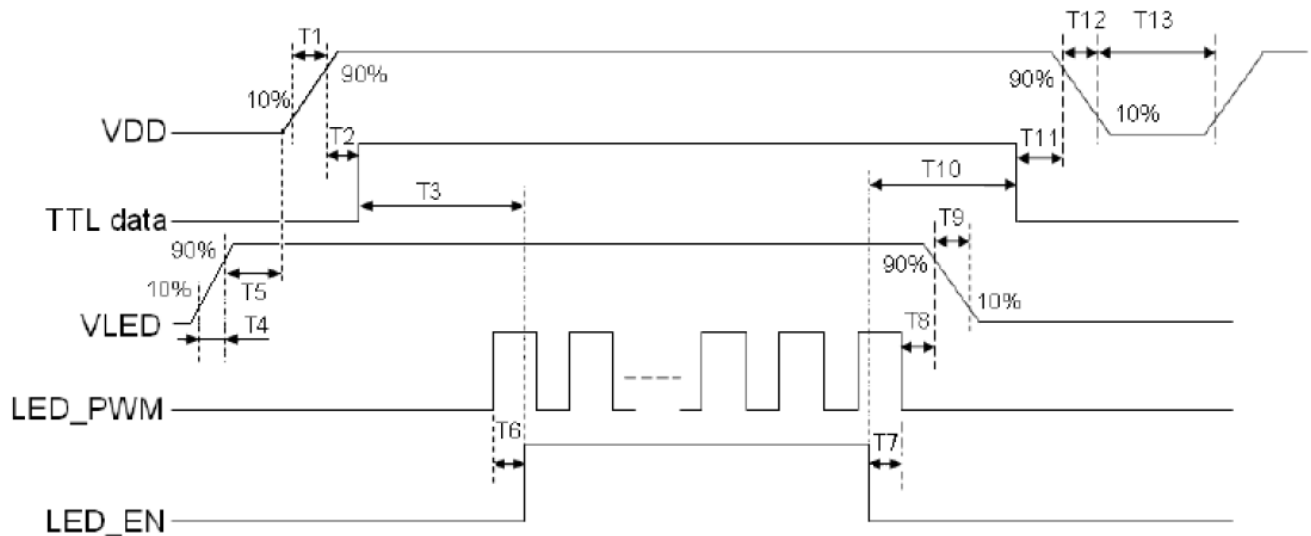 T1
T12 T13
90%
90%
10%
10%
VDD
T2
T11
T3
T10
TTL data
T9
90%
90%
10%
T5
10%
VLED
T4
T8
LED_PWM
T6
T7
LED_EN